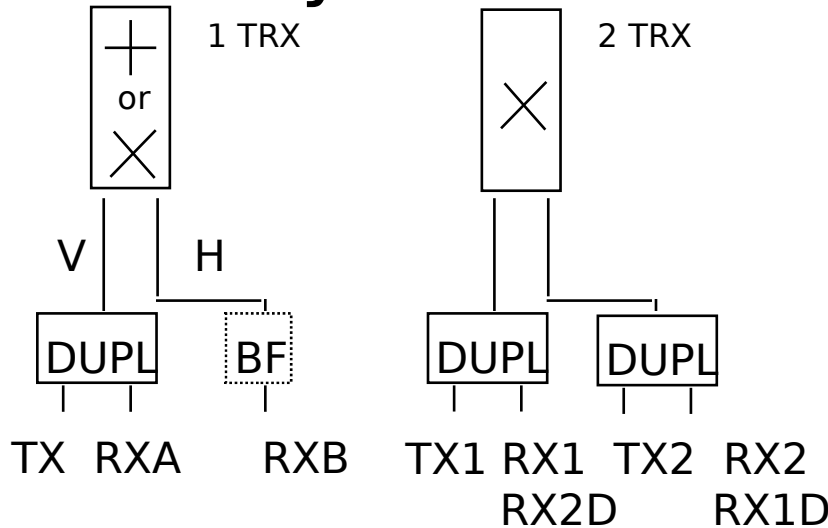 1 TRX
2 TRX
or
V H
DUPL BF DUPL DUPL
TX RXA RXB TX1 RX1 TX2 RX2
RX2D RX1D